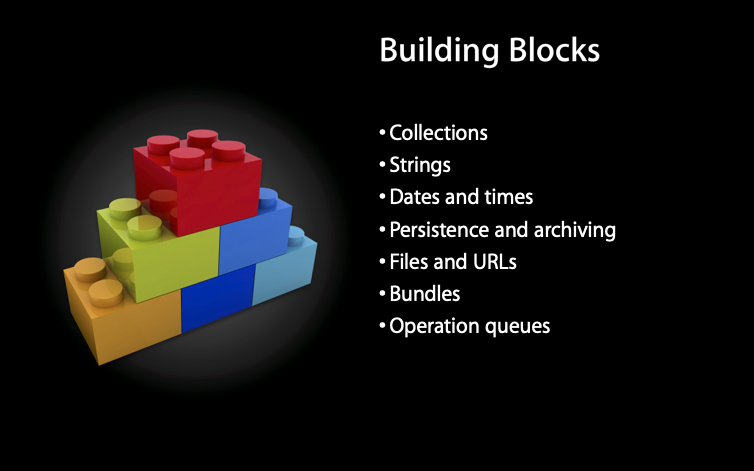 Building Blocks
• Collections
• Strings
• Dates and times
• Persistence and archiving
• Files and URLs
• Bundles
• Operation queues